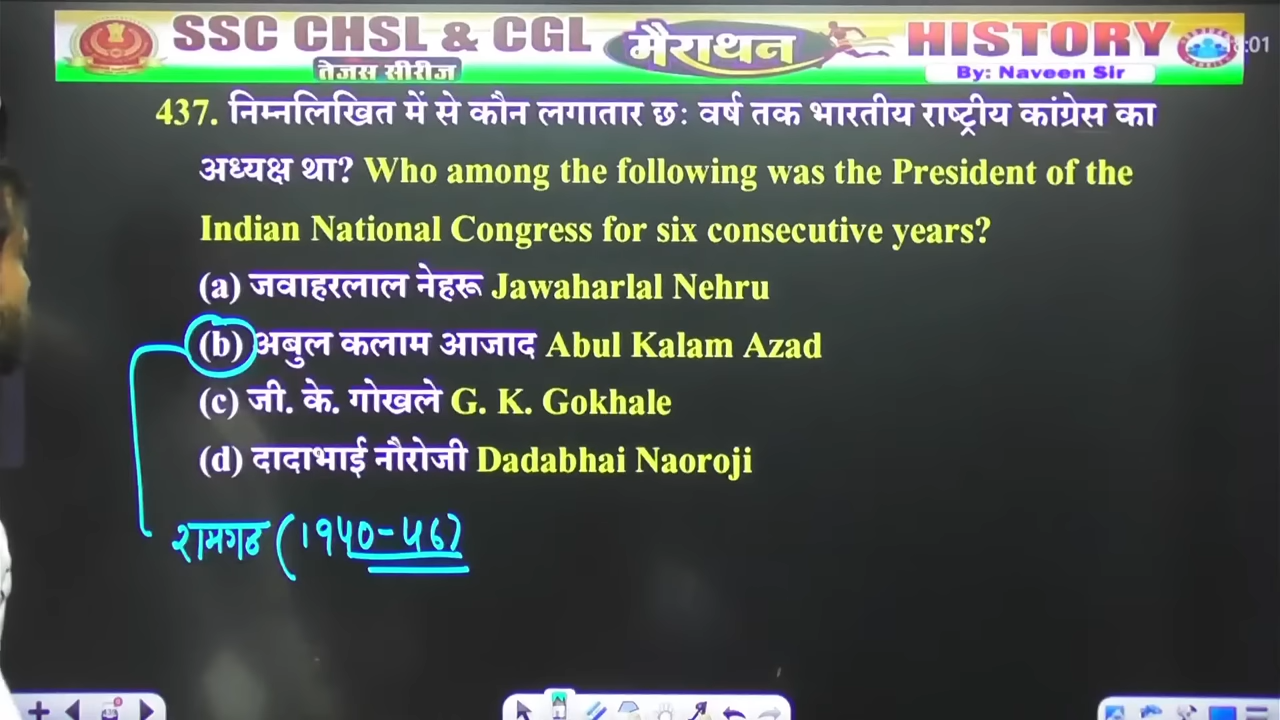 SSC CHSL & CGL मैराथन HISTORY
तेजस सीरीज By: Naveen Sir
437. निम्नलिखित में से कौन लगातार छः वर्ष तक भारतीय राष्ट्रीय कांग्रेस का
अध्यक्ष था? Who among the following was the President of the
Indian National Congress for six consecutive years?
(a) जवाहरलाल नेहरू Jawaharlal Nehru
(b) अबुल कलाम आजाद Abul Kalam Azad
(c) जी. के. गोखले G. K. Gokhale
(d) दादाभाई नौरोजी Dadabhai Naoroji
रामगढ (1940-46)